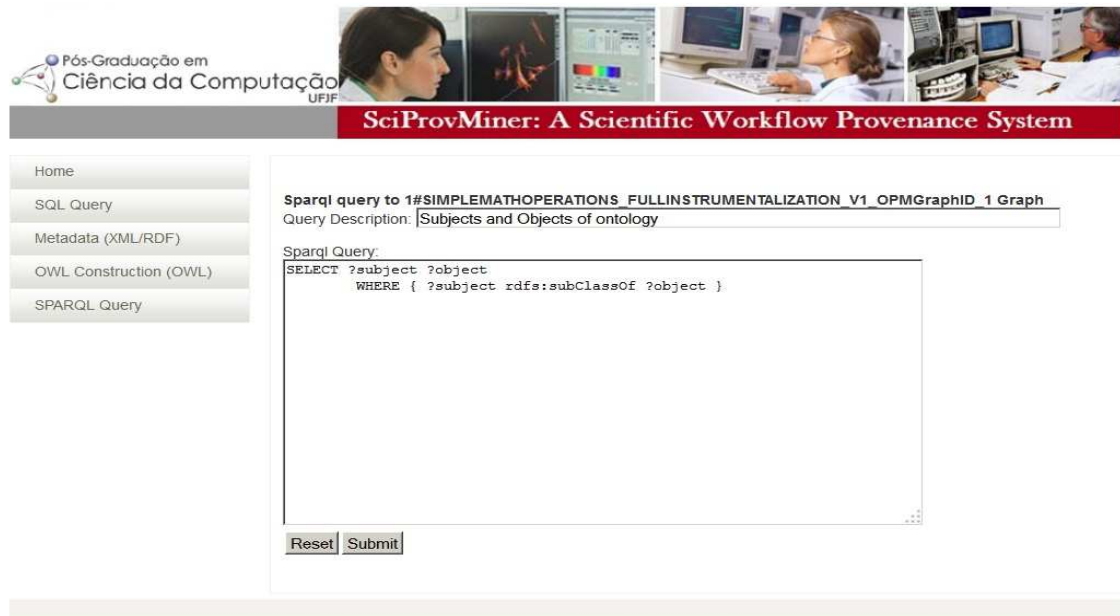 Pós-Graduação em
Ciência da Computação
UFJF
SciProvMiner: A Scientific Workflow Provenance System
Home
SQL Query
Metadata (XML/RDF)
OWL Construction (OWL)
SPARQL Query
Sparql query to 1#SIMPLEMATHOPERATIONS_FULLINSTRUMENTALIZATION_V1_OPMGraphID_1 Graph
Query Description: Subjects and Objects of ontology
Sparql Query:
SELECT ?subject ?object
WHERE { ?subject rdfs:subClassOf ?object }
Reset Submit